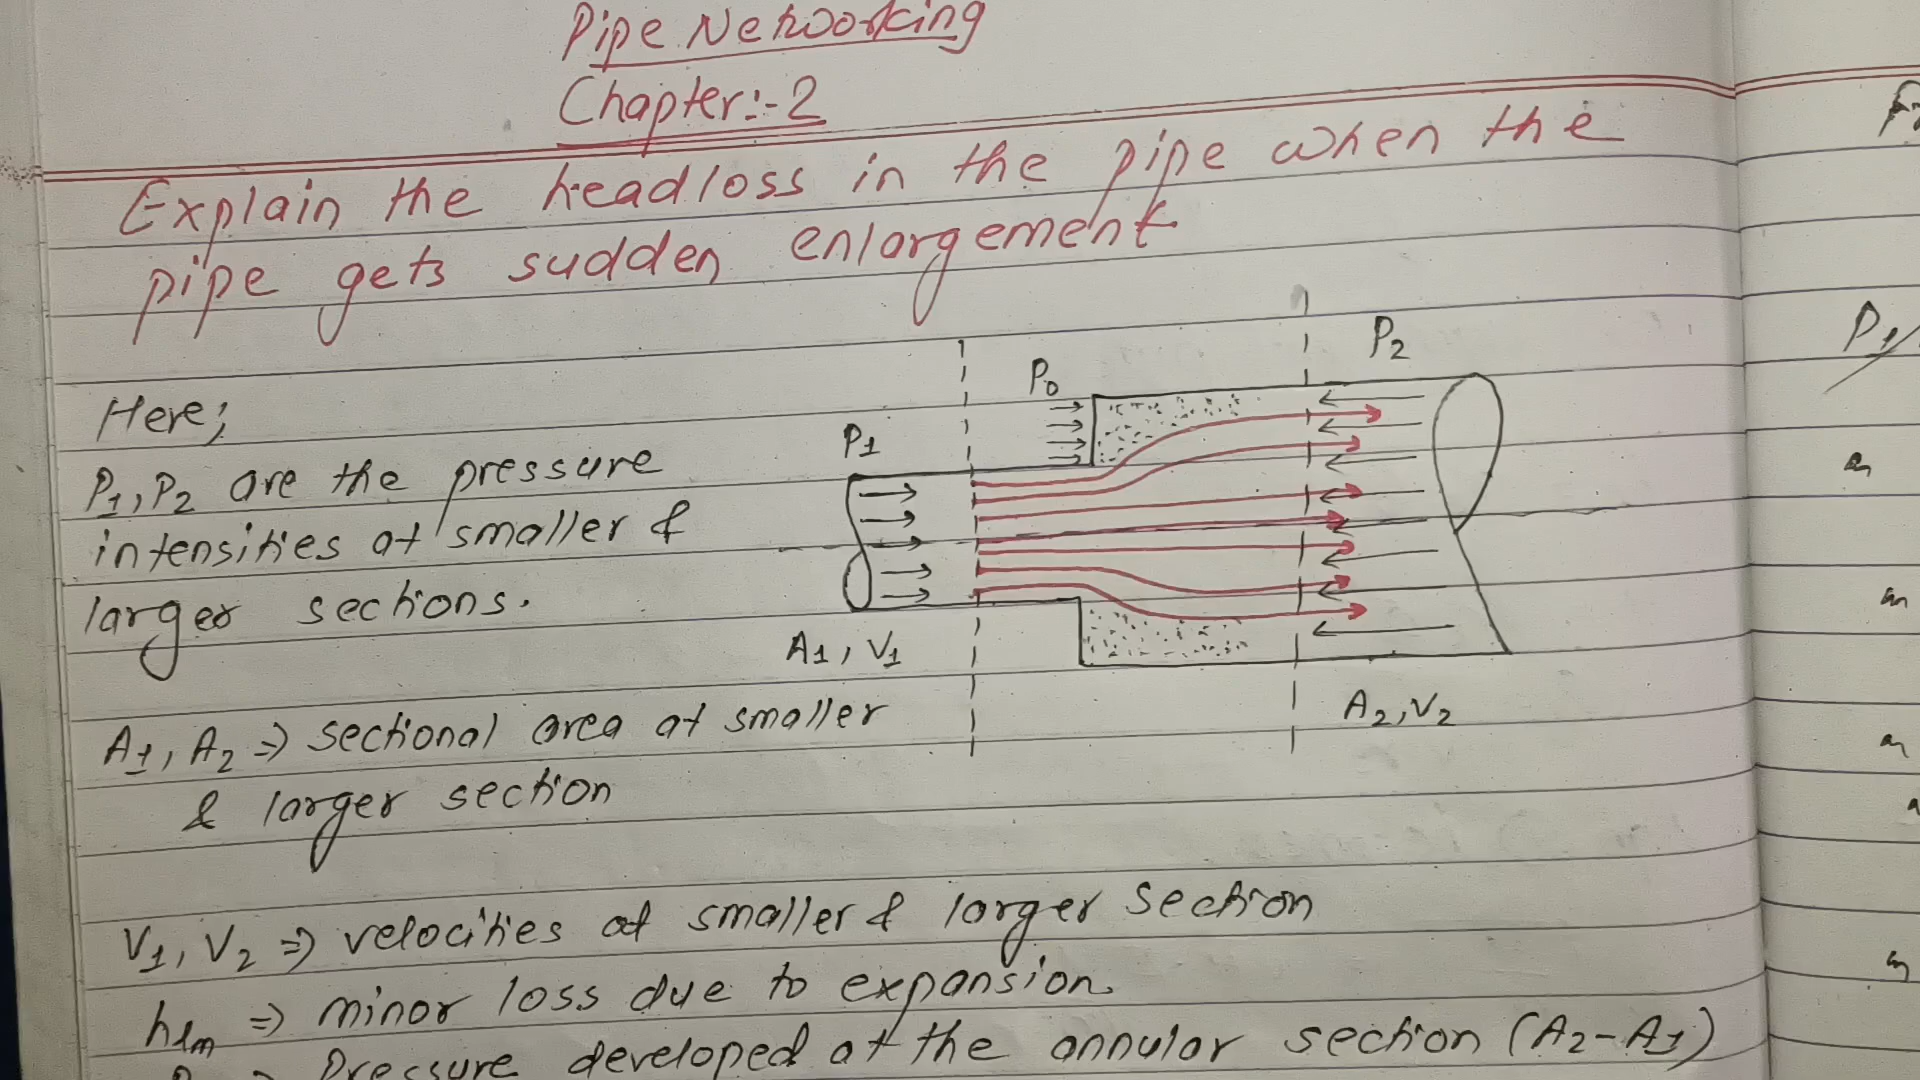 Pipe Networking
Chapter:-2
Explain the headloss in the pipe when the
pipe gets sudden enlargement
Here;
P1, P2 are the pressure
intensities at smaller &
larger sections.
P1
P0
P2
A1, V1
A2, V2
A1, A2 => sectional area at smaller
& larger section
V1, V2 => velocities at smaller & larger section
hlm => minor loss due to expansion.
Pressure developed at the annular section (A2-A1)
P1/